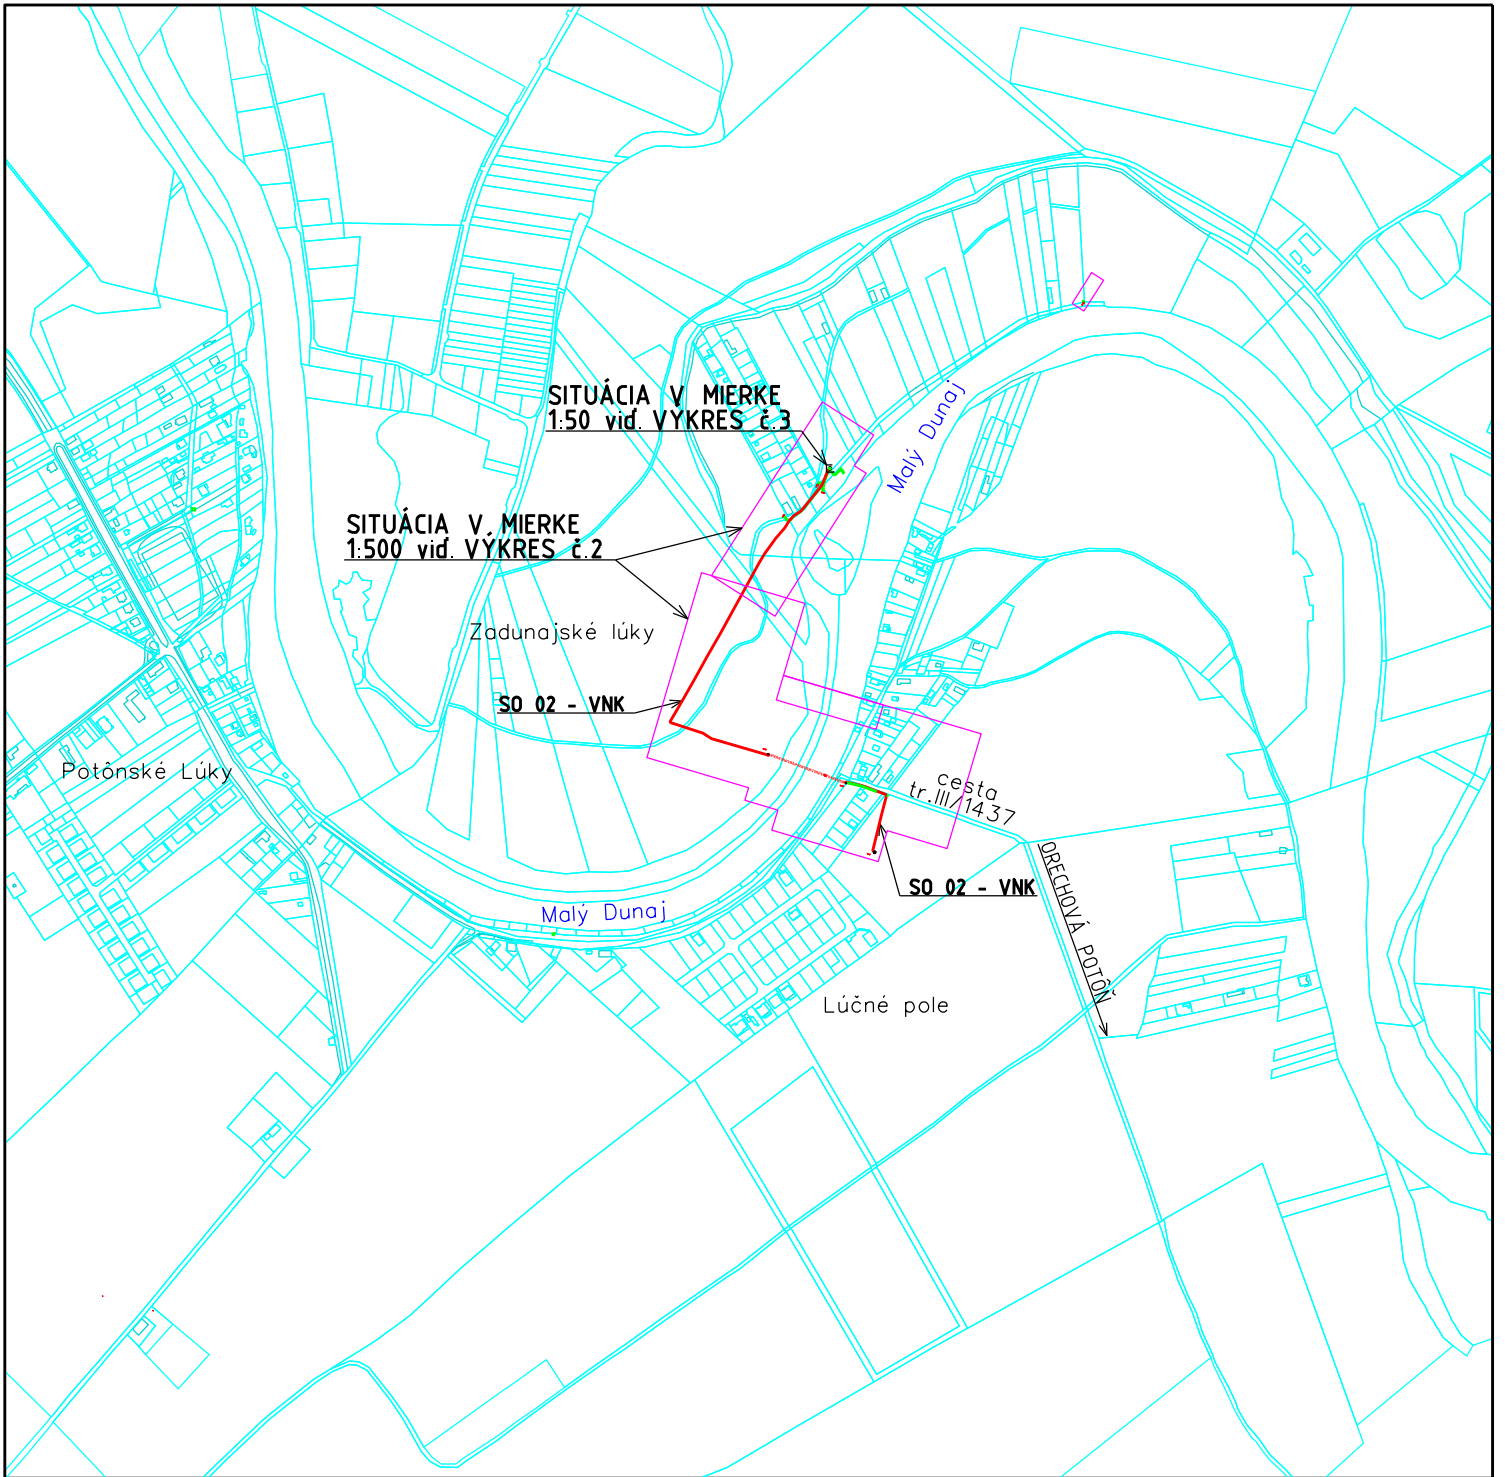 SITUÁCIA V MIERKE
1:50 viď. VÝKRES č.3
Malý Dunaj
SITUÁCIA V MIERKE
1:500 viď. VÝKRES č.2
Zadunajské lúky
SO 02 - VNK
Potônské Lúky
cesta
tr.III/1437
ORECHOVÁ POTÔŇ
SO 02 - VNK
Malý Dunaj
Lúčné pole